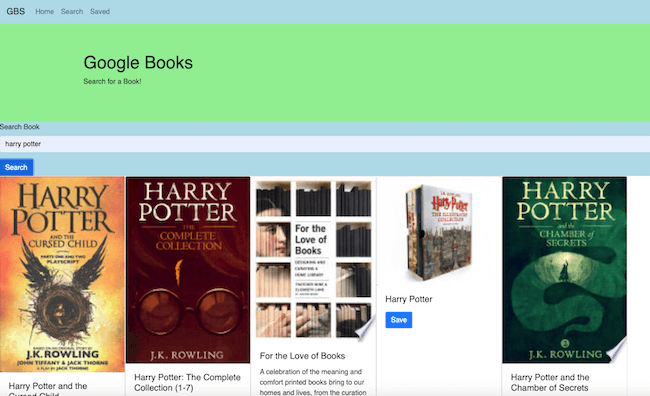 GBS Home Search Saved
Google Books
Search for a Book!
Search Book
harry potter
Search
HARRY
POTTER
AND THE
CURSED CHILD
PARTS ONE AND TWO
PLAYSCRIPT
BASED ON AN ORIGINAL STORY BY
J.K. ROWLING
JOHN TIFFANY & JACK THORNE
A PLAY BY JACK THORNE
Harry Potter and the
Cursed Child
HARRY
POTTER
THE
COMPLETE
COLLECTION
J.K. ROWLING
Harry Potter: The Complete
Collection (1-7)
For the
Love of
Books
DESIGNING AND
CURATING A
HOME LIBRARY
THATCHER WINE &
ELIZABETH LANE
For the Love of Books
A celebration of the meaning and
comfort printed books bring to our
homes and lives, from the curation
Harry Potter
THE ILLUSTRATED
COLLECTION
Harry Potter
Save
HARRY
POTTER
and the
CHAMBER of
SECRETS
2
J.K. ROWLING
Harry Potter and the
Chamber of Secrets